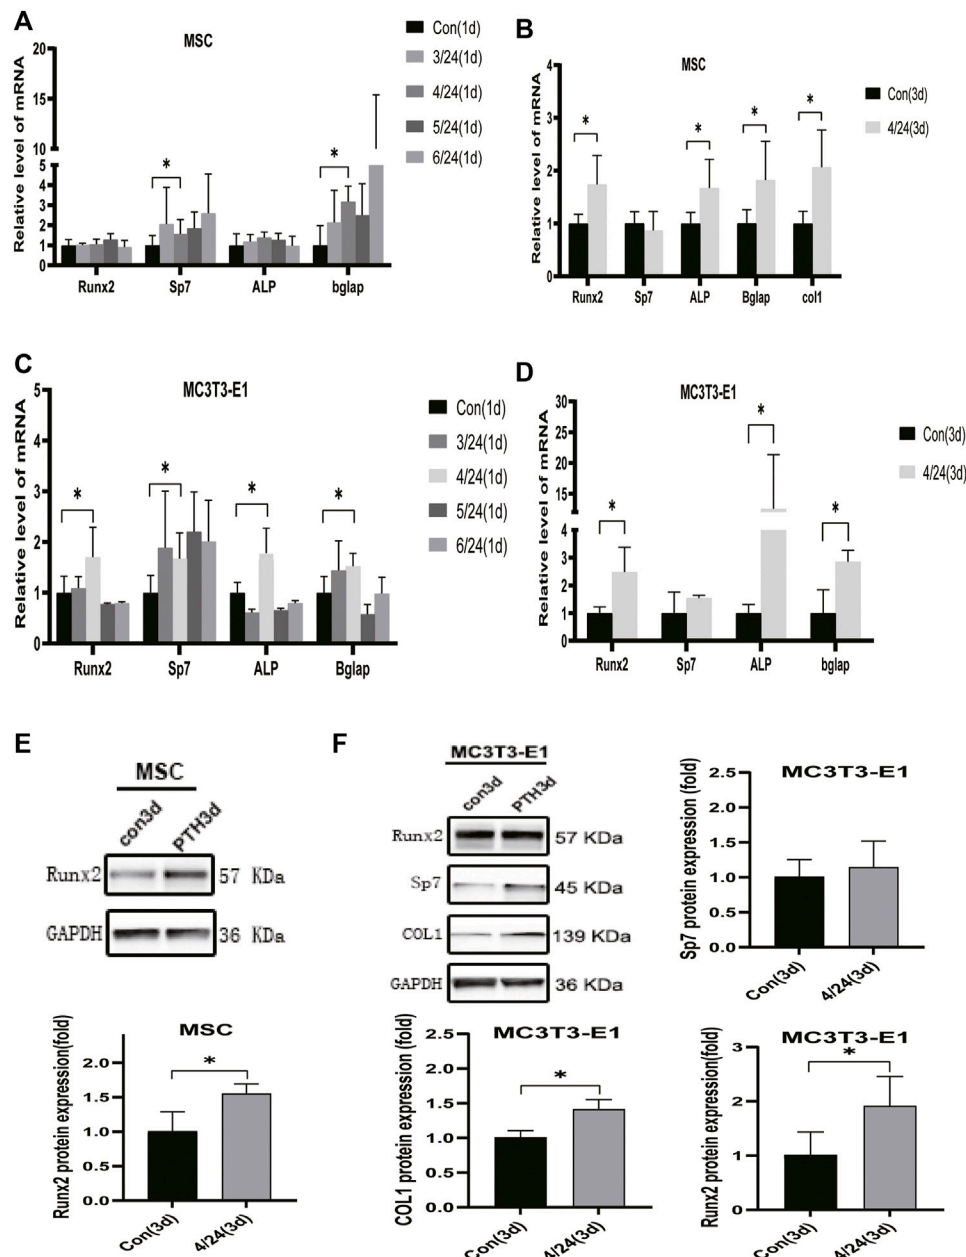 A
MSC
Relative level of mRNA
20
15
10
5
4
3
2
1
0
*
*
Runx2 Sp7 ALP bglap
Con(1d)
3/24(1d)
4/24(1d)
5/24(1d)
6/24(1d)
B
MSC
Relative level of mRNA
4
3
2
1
0
* * * *
Runx2 Sp7 ALP Bglap col1
Con(3d)
4/24(3d)
C
MC3T3-E1
Relative level of mRNA
5
4
3
2
1
0
* * * *
Runx2 Sp7 ALP Bglap
Con(1d)
3/24(1d)
4/24(1d)
5/24(1d)
6/24(1d)
D
MC3T3-E1
Relative level of mRNA
30
25
20
15
4
3
2
1
0
* * *
Runx2 Sp7 ALP bglap
Con(3d)
4/24(3d)
E
MSC
con3d PTH3d
Runx2 57 KDa
GAPDH 36 KDa
MSC
Runx2 protein expression(fold)
2.0
1.5
1.0
0.5
0.0
*
Con(3d) 4/24(3d)
F
MC3T3-E1
con3d PTH3d
Runx2 57 KDa
Sp7 45 KDa
COL1 139 KDa
GAPDH 36 KDa
MC3T3-E1
Sp7 protein expression (fold)
2.5
2.0
1.5
1.0
0.5
0.0
Con(3d) 4/24(3d)
MC3T3-E1
COL1 protein expression (fold)
2.5
2.0
1.5
1.0
0.5
0.0
*
Con(3d) 4/24(3d)
MC3T3-E1
Runx2 protein expression(fold)
3
2
1
0
*
Con(3d) 4/24(3d)